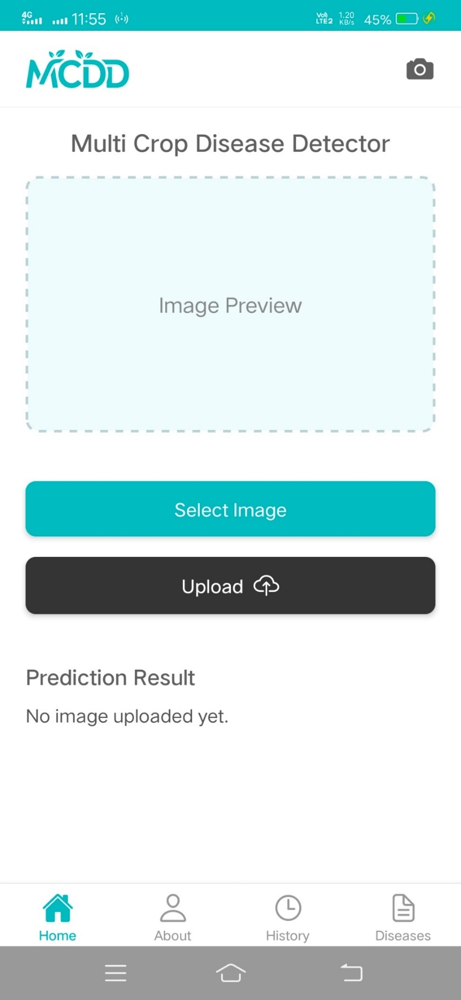 4G 11:55 Vo) LTE2 1.20 KB/s 45%
MCDD
Multi Crop Disease Detector
Image Preview
Select Image
Upload
Prediction Result
No image uploaded yet.
Home About History Diseases